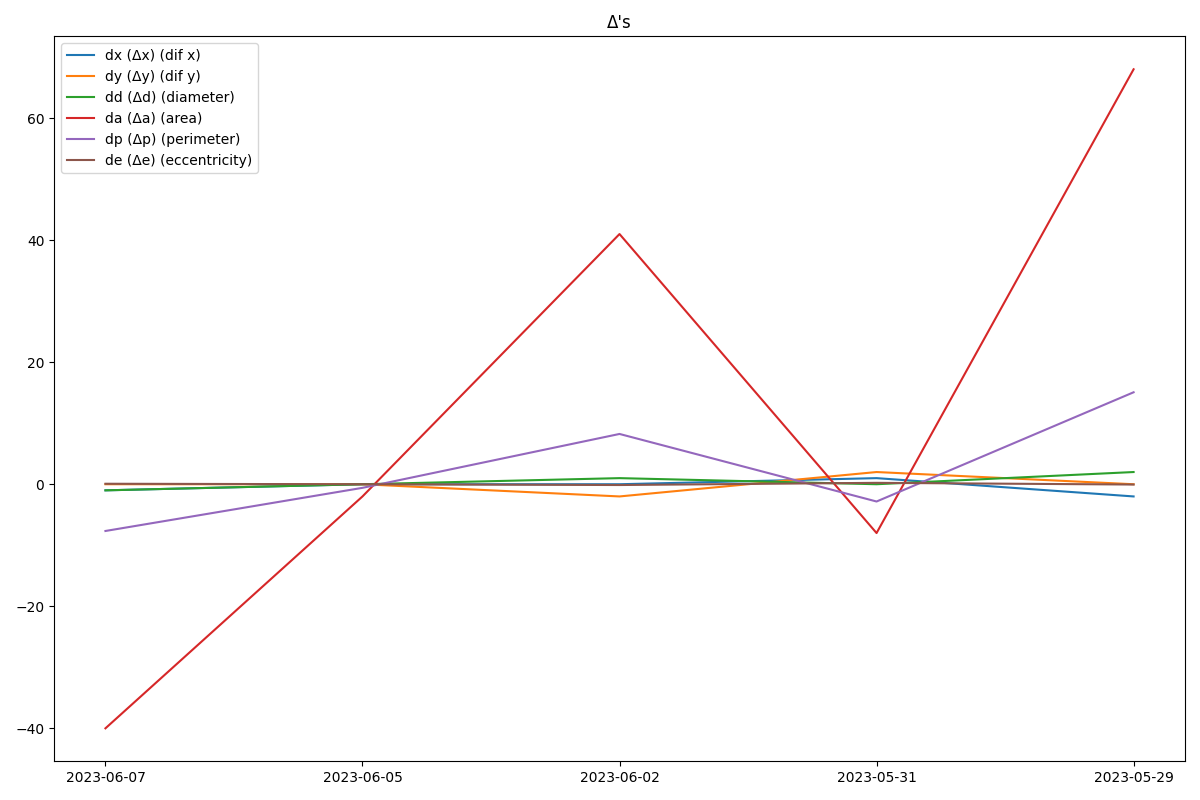 Δ's
dx (Δx) (dif x)
dy (Δy) (dif y)
dd (Δd) (diameter)
da (Δa) (area)
dp (Δp) (perimeter)
de (Δe) (eccentricity)
60
40
20
0
−20
−40
2023-06-07 2023-06-05 2023-06-02 2023-05-31 2023-05-29